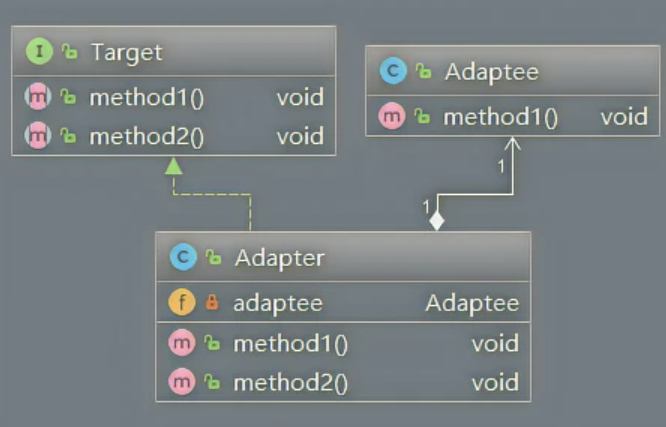 I Target
m method1() void
m method2() void
C Adaptee
m method1() void
1
1
C Adapter
f adaptee Adaptee
m method1() void
m method2() void